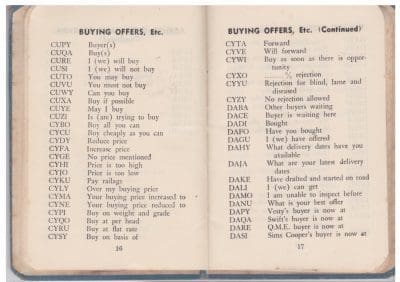 BUYING OFFERS, Etc.
CUPY Buyer(s)
CUQA Buy(s)
CURE I (we) will buy
CUSI I (we) will not buy
CUTO You may buy
CUVU You must not buy
CUWY Can you buy
CUXA Buy if possible
CUYE May I buy
CUZI Is (are) trying to buy
CYBO Buy all you can
CYCU Buy cheaply as you can
CYDY Reduce price
CYFA Increase price
CYGE No price mentioned
CYHI Price is too high
CYJO Price is too low
CYKU Pay railage
CYLY Over my buying price
CYMA Your buying price increased to
CYNE Your buying price reduced to
CYPI Buy on weight and grade
CYQO Buy at per head
CYRU Buy at flat rate
CYSY Buy on basis of
16
BUYING OFFERS, Etc. (Continued)
CYTA Forward
CYVE Will forward
CYWI Buy as soon as there is oppor-
tunity
CYXO rejection
CYYU Rejection for blind, lame and
diseased
CYZY No rejection allowed
DABA Other buyers waiting
DACE Buyer is waiting here
DADI Bought
DAFO Have you bought
DAGU I (we) have offered
DAHY What delivery dates have you
available
DAJA What are your latest delivery
dates
DAKE Have drafted and started on road
DALI I (we) can get
DAMO I am unable to inspect before
DANU What is your best offer
DAPY Vesty's buyer is now at
DAQA Swift's buyer is now at
DARE Q.M.E. buyer is now at
DASI Sims Cooper's buyer is now at
17